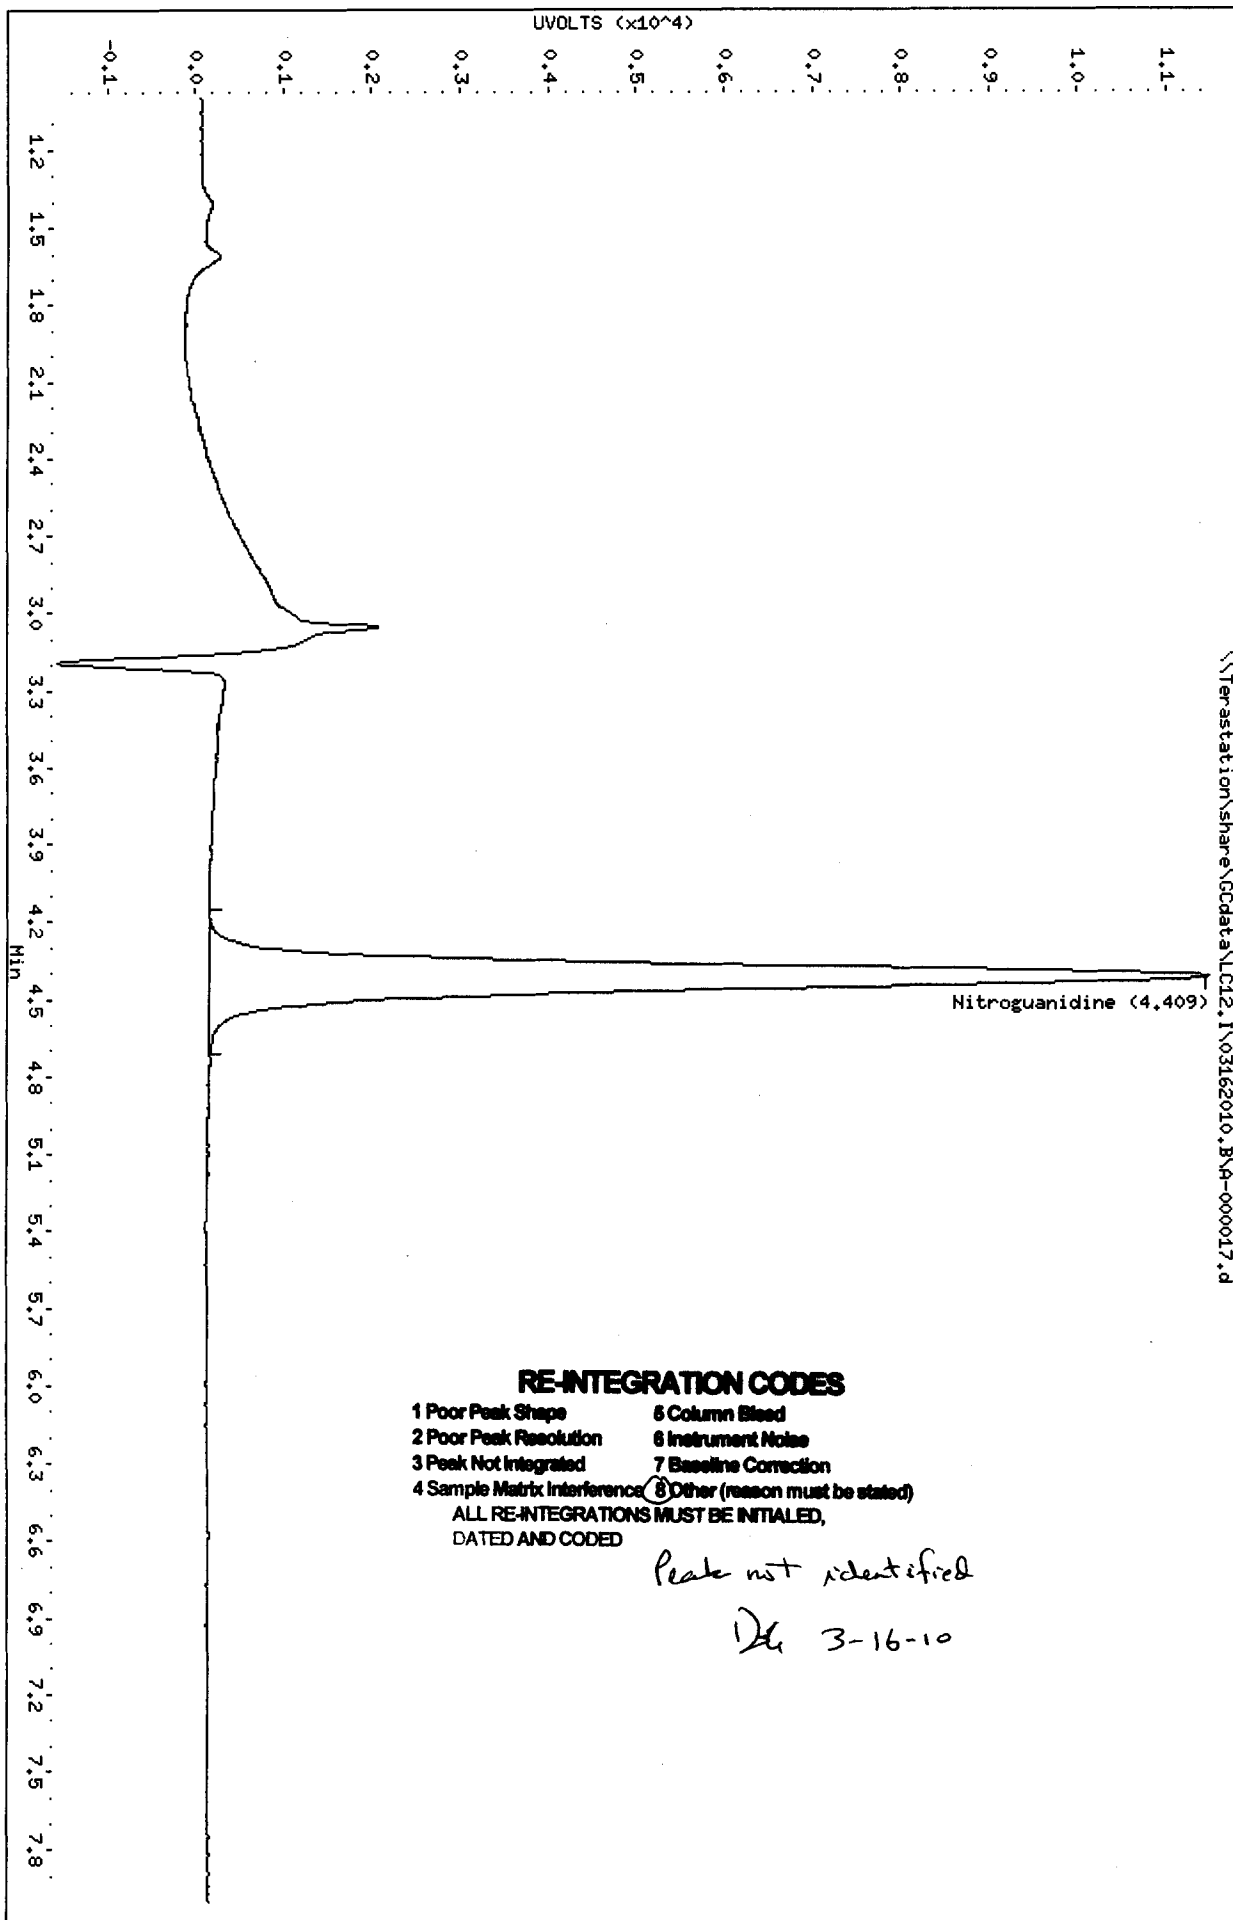 UVOLTS (x10^4)
-0.1 0.0 0.1 0.2 0.3 0.4 0.5 0.6 0.7 0.8 0.9 1.0 1.1
1.2
1.5
1.8
2.1
2.4
2.7
3.0
3.3
3.6
3.9
4.2
4.5
4.8
5.1
5.4
5.7
6.0
6.3
6.6
6.9
7.2
7.5
7.8
Min
\\Terastation\share\GCdata\LC12.I\03162010.B\A-000017.d
Nitroguanidine (4.409)
RE-INTEGRATION CODES
1 Poor Peak Shape 5 Column Bleed
2 Poor Peak Resolution 6 Instrument Noise
3 Peak Not Integrated 7 Baseline Correction
4 Sample Matrix Interference 8 Other (reason must be stated)
ALL RE-INTEGRATIONS MUST BE INITIALED,
DATED AND CODED
Peak not identified
3-16-10